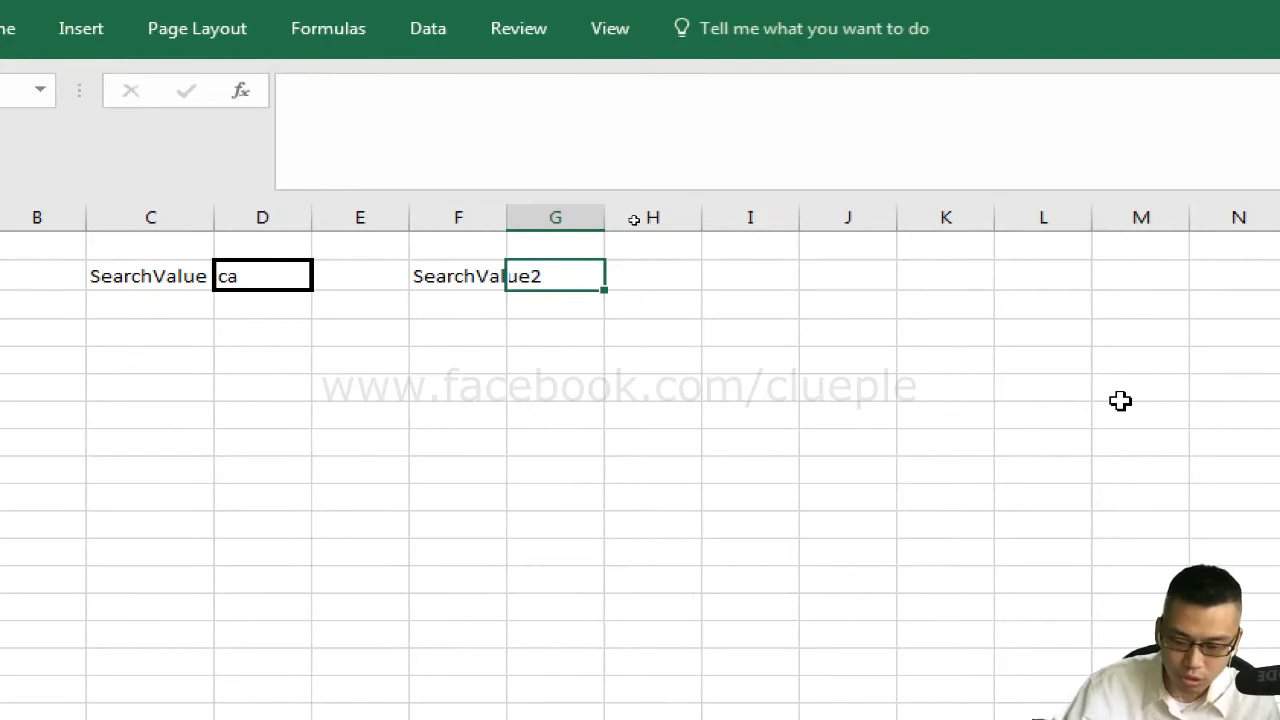 ne Insert Page Layout Formulas Data Review View Tell me what you want to do
fx
B C D E F G H I J K L M N
SearchValue ca SearchValue2
www.facebook.com/clueple